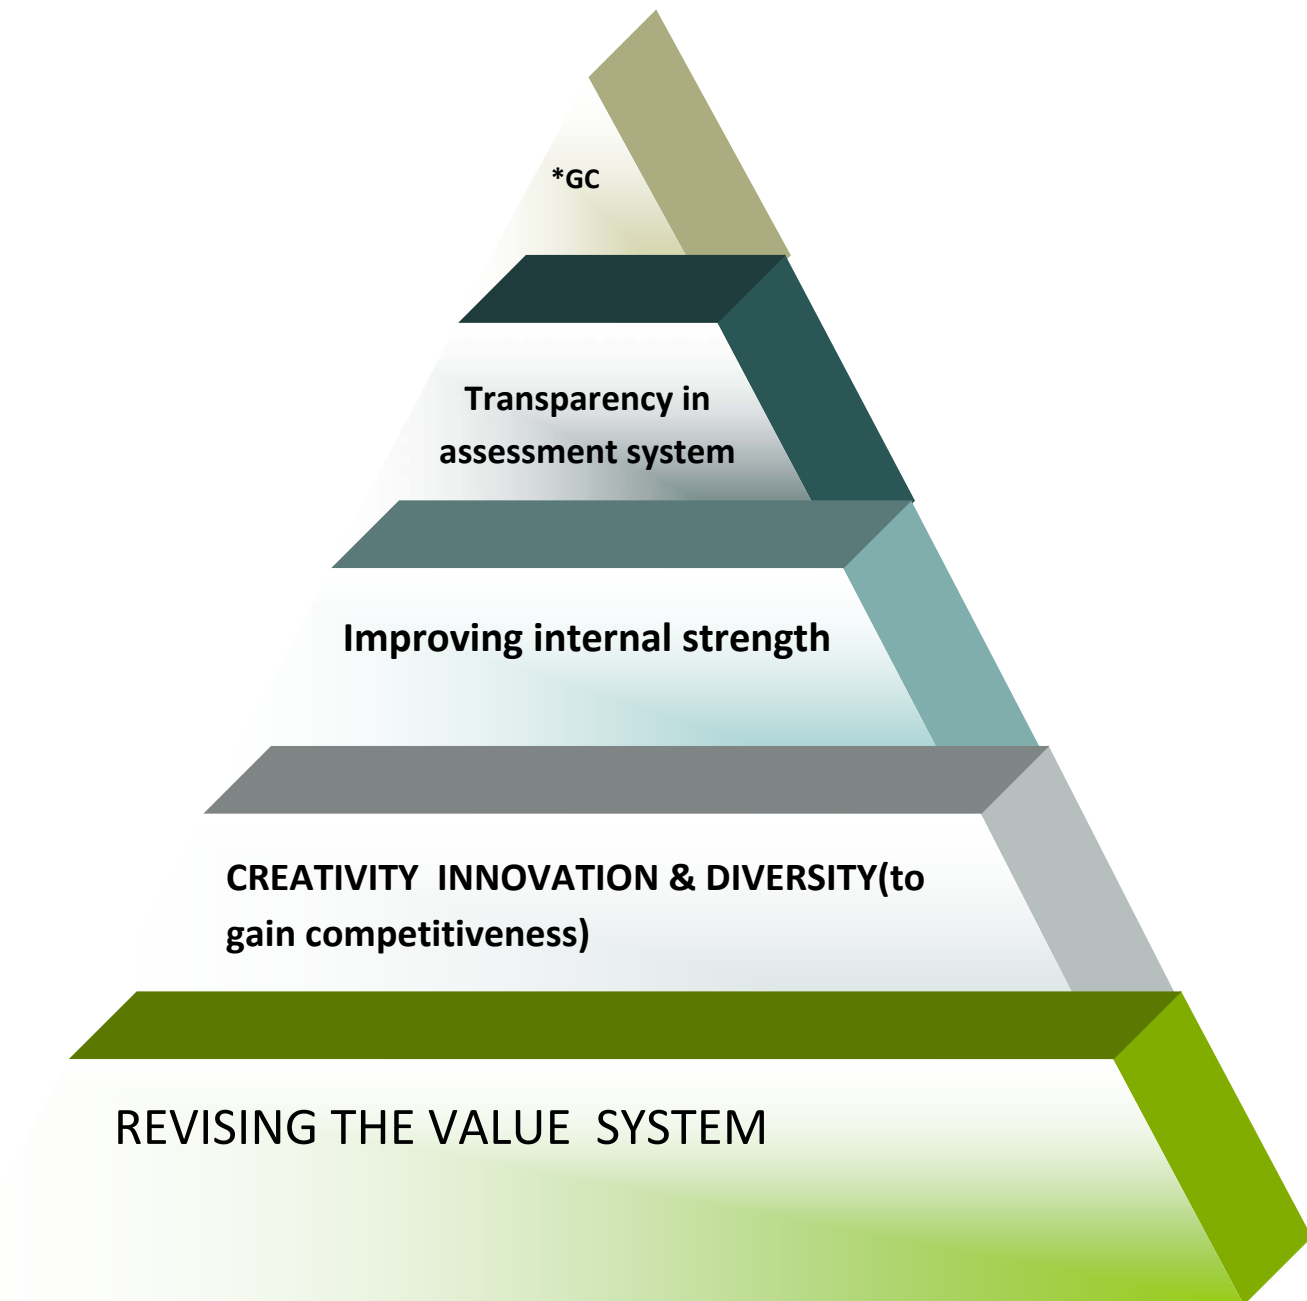 *GC
Transparency in
assessment system
Improving internal strength
CREATIVITY  INNOVATION & DIVERSITY(to
gain competitiveness)
REVISING THE VALUE  SYSTEM